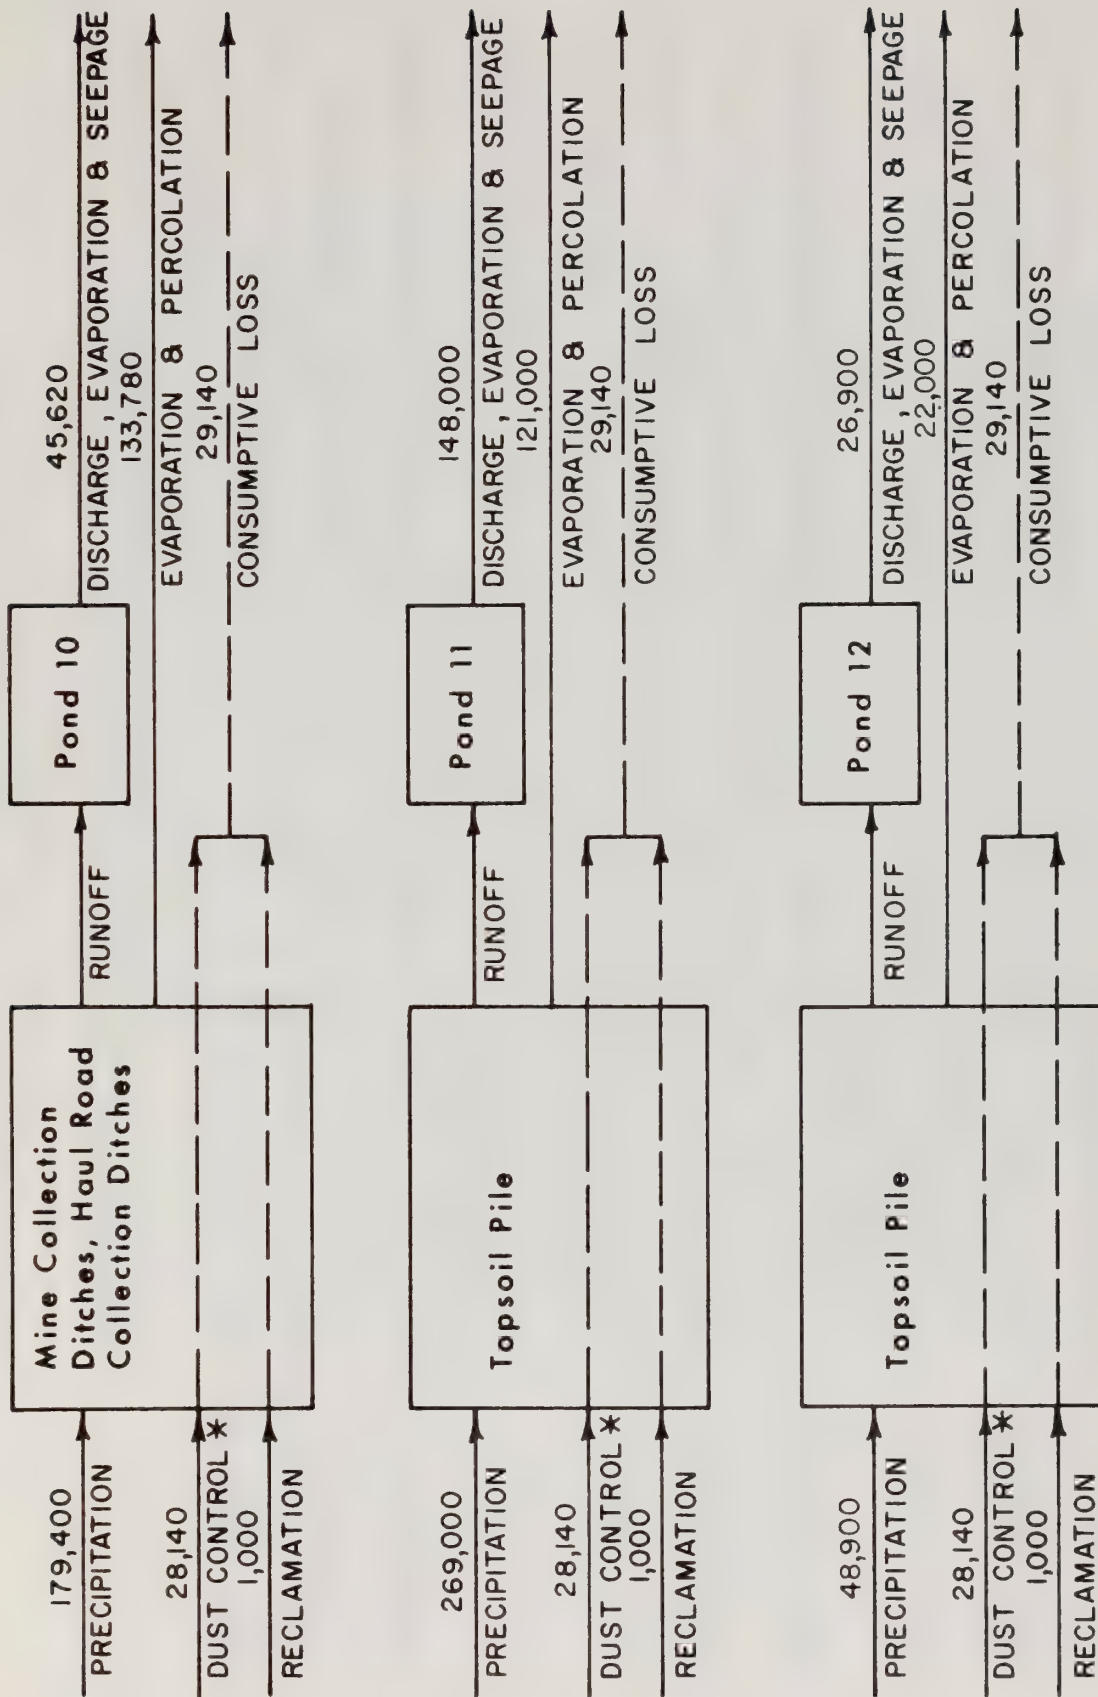 179,400
PRECIPITATION
28,140
DUST CONTROL *
1,000
RECLAMATION
Mine Collection
Ditches, Haul Road
Collection Ditches
RUNOFF
Pond 10
45,620
DISCHARGE, EVAPORATION & SEEPAGE
133,780
EVAPORATION & PERCOLATION
29,140
CONSUMPTIVE LOSS
269,000
PRECIPITATION
28,140
DUST CONTROL *
1,000
RECLAMATION
Topsoil Pile
RUNOFF
Pond 11
148,000
DISCHARGE, EVAPORATION & SEEPAGE
121,000
EVAPORATION & PERCOLATION
29,140
CONSUMPTIVE LOSS
48,900
PRECIPITATION
28,140
DUST CONTROL *
1,000
RECLAMATION
Topsoil Pile
RUNOFF
Pond 12
26,900
DISCHARGE, EVAPORATION & SEEPAGE
22,000
EVAPORATION & PERCOLATION
29,140
CONSUMPTIVE LOSS